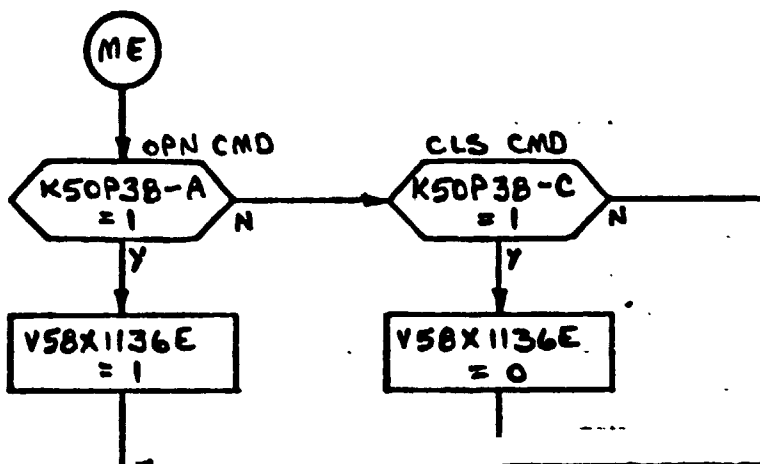 ME
OPN CMD
K50P38-A
= 1
N
Y
V58X1136E
= 1
CLS CMD
K50P38-C
= 1
N
Y
V58X1136E
= 0